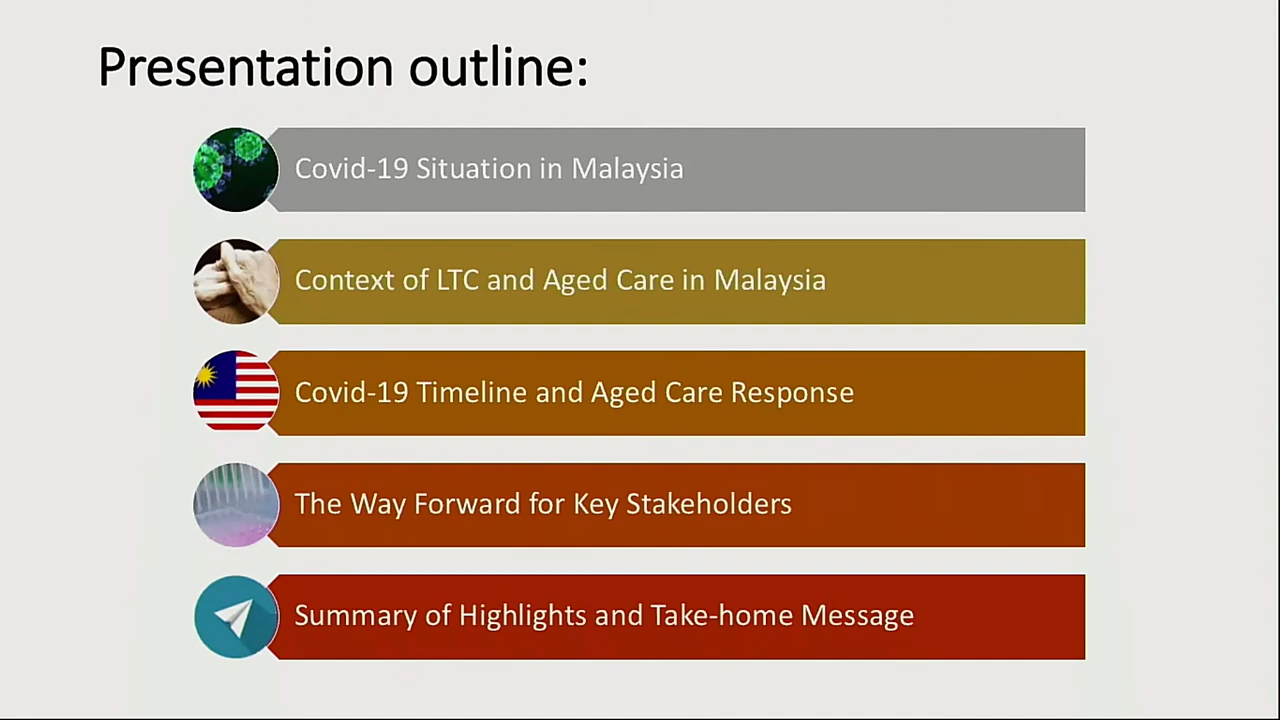 Presentation outline:
Covid-19 Situation in Malaysia
Context of LTC and Aged Care in Malaysia
Covid-19 Timeline and Aged Care Response
The Way Forward for Key Stakeholders
Summary of Highlights and Take-home Message